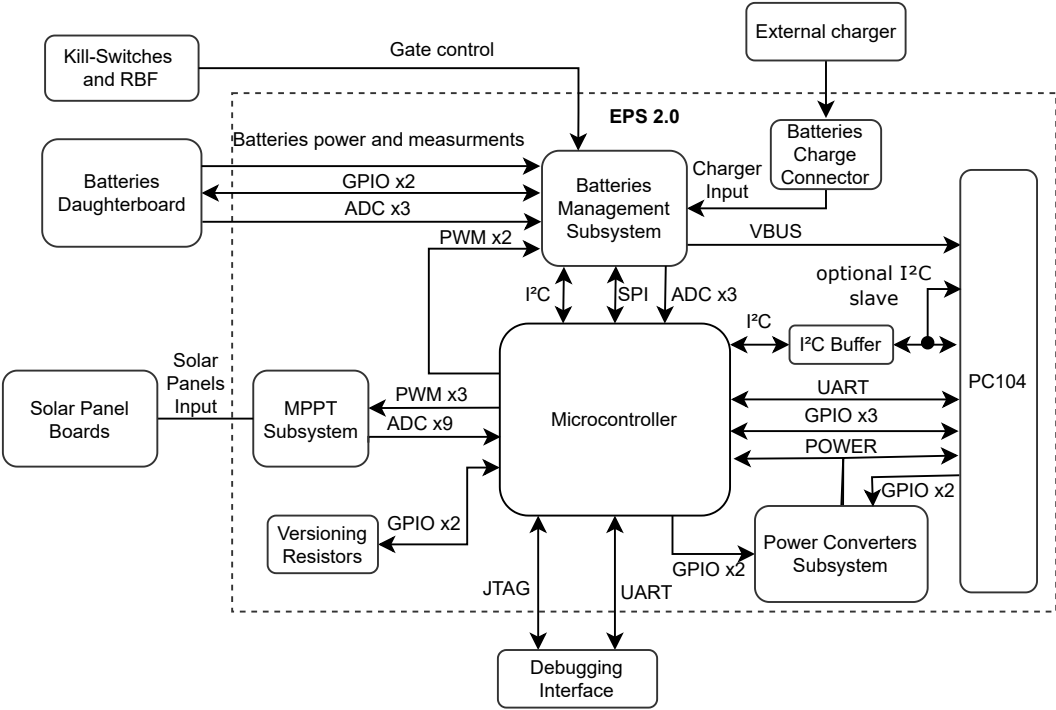 External charger
Kill-Switches
and RBF
Gate control
EPS 2.0
Batteries
Charge
Connector
Batteries power and measurments
Batteries
Daughterboard
GPIO x2
ADC x3
PWM x2
Batteries
Management
Subsystem
Charger
Input
VBUS
optional I²C
slave
I²C
SPI
ADC x3
I²C
I²C Buffer
PC104
Solar
Panels
Input
Solar Panel
Boards
MPPT
Subsystem
PWM x3
ADC x9
Microcontroller
UART
GPIO x3
POWER
GPIO x2
Versioning
Resistors
GPIO x2
Power Converters
Subsystem
GPIO x2
JTAG
UART
Debugging
Interface